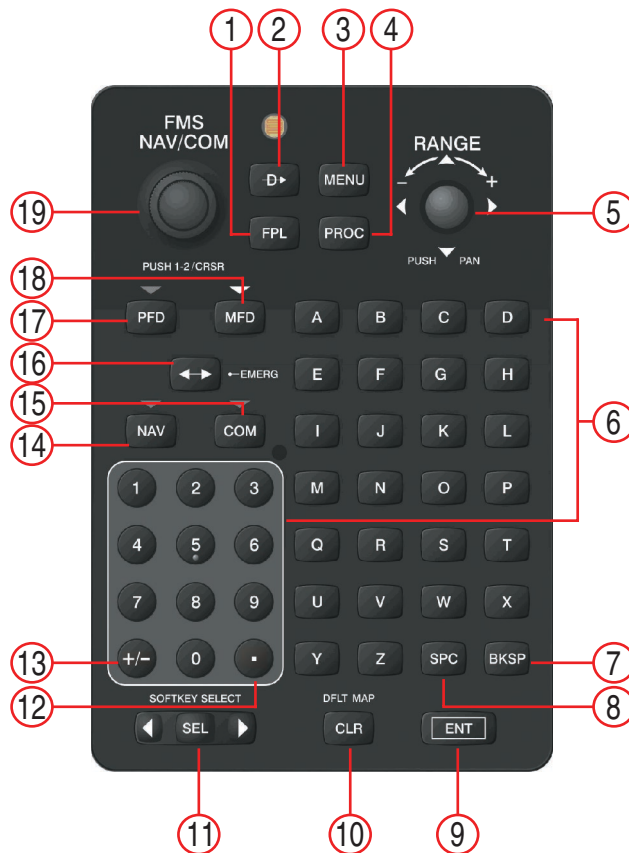 1 2 3 4
FMS
NAV/COM
RANGE
D MENU
- +
19 5
FPL PROC
PUSH 1-2/CRSR
PUSH PAN
18
17 PFD MFD A B C D
16 EMERG E F G H
15 6
14 NAV COM I J K L
1 2 3 M N O P
4 5 6 Q R S T
7 8 9 U V W X
13 +/- 0 . Y Z SPC BKSP 7
12 SOFTKEY SELECT DFLT MAP 8
SEL CLR ENT
11 10 9